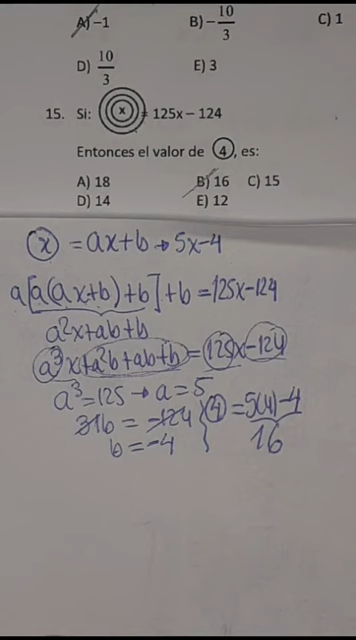 A) -1 B) -10/3 C) 1
D) 10/3 E) 3
15. Si: x = 125x - 124
Entonces el valor de 4, es:
A) 18 B) 16 C) 15
D) 14 E) 12
x = ax+b → 5x-4
a[a(ax+b)+b]+b = 125x-124
a²x+ab+b
a³x+a²b+ab+b = 125x-124
a³=125 → a=5
31b = -124 } 4 = 5(4)-4
b = -4 16